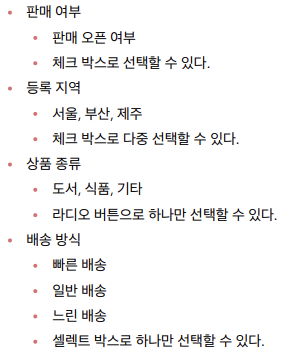 판매 여부
판매 오픈 여부
체크 박스로 선택할 수 있다.
등록 지역
서울, 부산, 제주
체크 박스로 다중 선택할 수 있다.
상품 종류
도서, 식품, 기타
라디오 버튼으로 하나만 선택할 수 있다.
배송 방식
빠른 배송
일반 배송
느린 배송
셀렉트 박스로 하나만 선택할 수 있다.